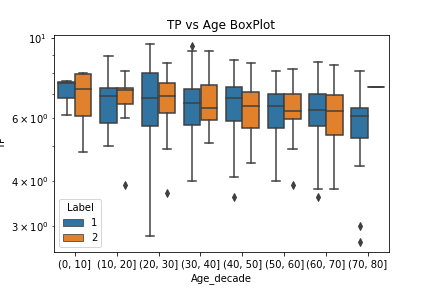 TP vs Age BoxPlot
10¹
6 × 10⁰
4 × 10⁰
3 × 10⁰
Label
1
2
(0, 10] (10, 20] (20, 30] (30, 40] (40, 50] (50, 60] (60, 70] (70, 80]
Age_decade